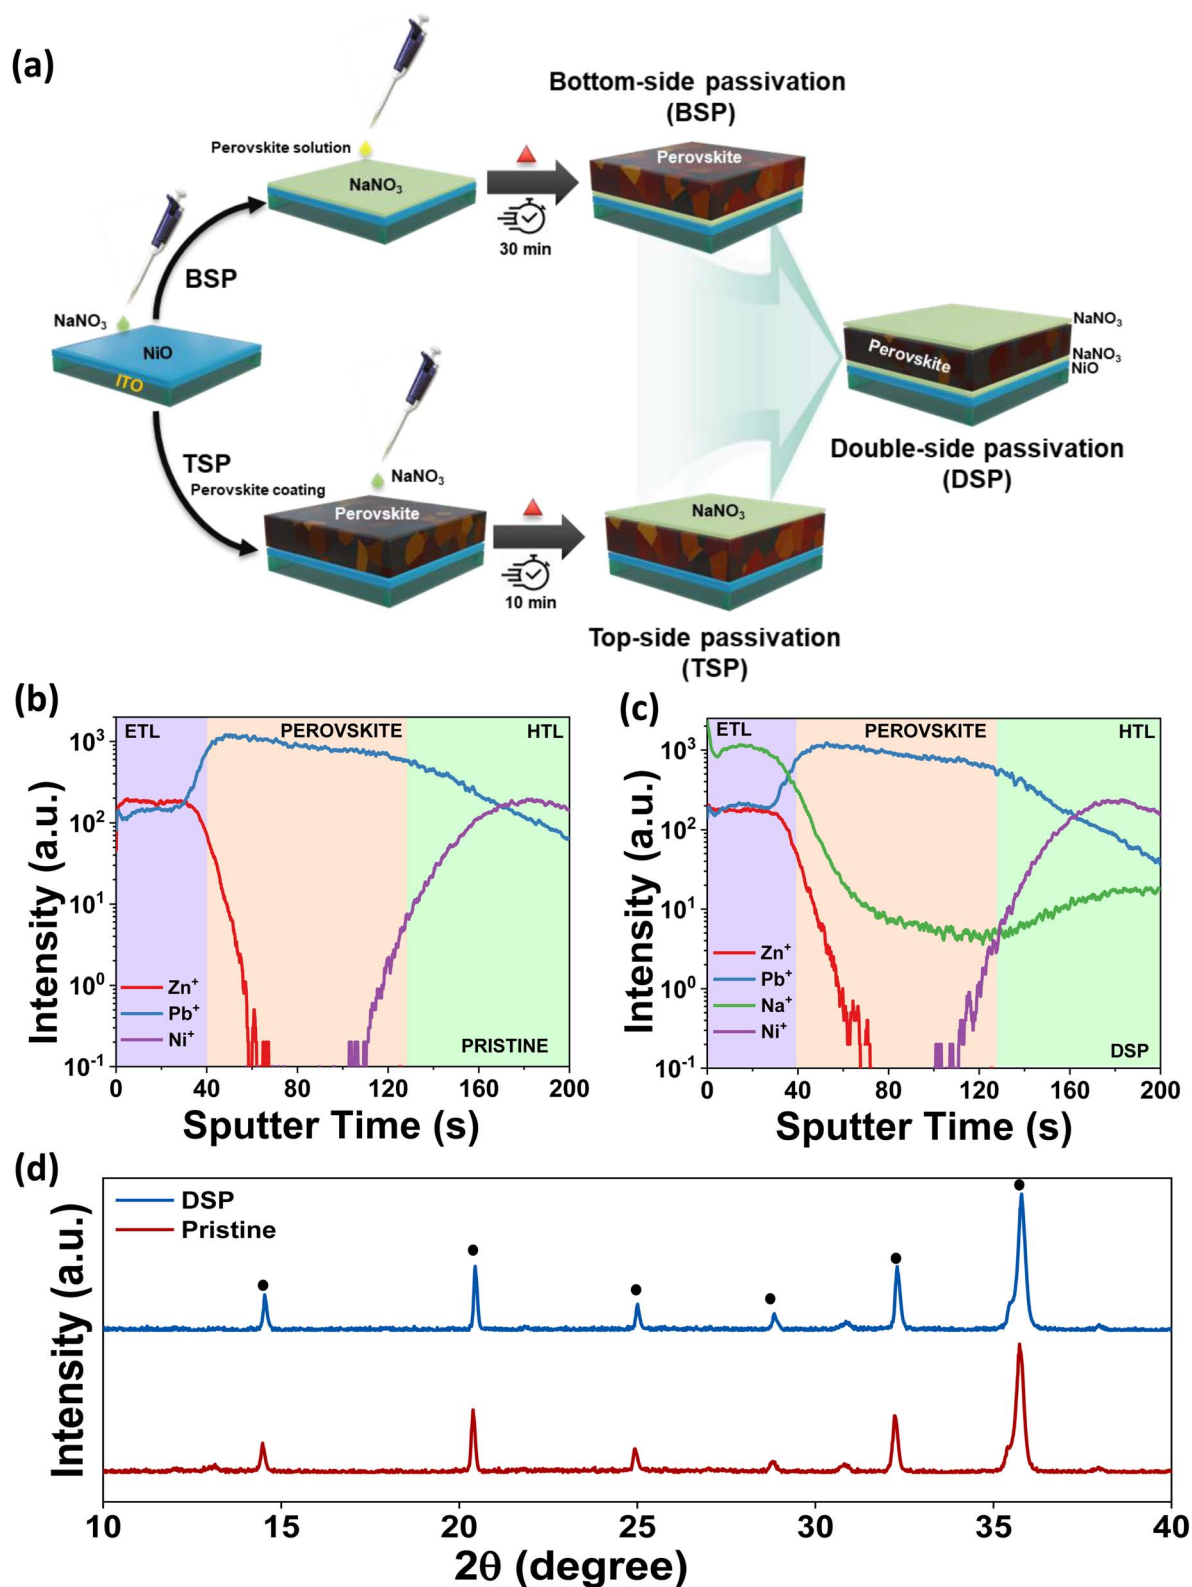 (a)
Bottom-side passivation
(BSP)
Perovskite solution
NaNO₃
Perovskite
30 min
BSP
NaNO₃
NiO
ITO
NaNO₃
Perovskite
NaNO₃
NiO
Double-side passivation
(DSP)
TSP
Perovskite coating
NaNO₃
Perovskite
10 min
NaNO₃
Top-side passivation
(TSP)
(b)
ETL PEROVSKITE HTL
Intensity (a.u.)
10³
10²
10¹
10⁰
10⁻¹
Zn⁺
Pb⁺
Ni⁺
PRISTINE
0 40 80 120 160 200
Sputter Time (s)
(c)
ETL PEROVSKITE HTL
Intensity (a.u.)
10³
10²
10¹
10⁰
10⁻¹
Zn⁺
Pb⁺
Na⁺
Ni⁺
DSP
0 40 80 120 160 200
Sputter Time (s)
(d)
DSP
Pristine
Intensity (a.u.)
10 15 20 25 30 35 40
2θ (degree)